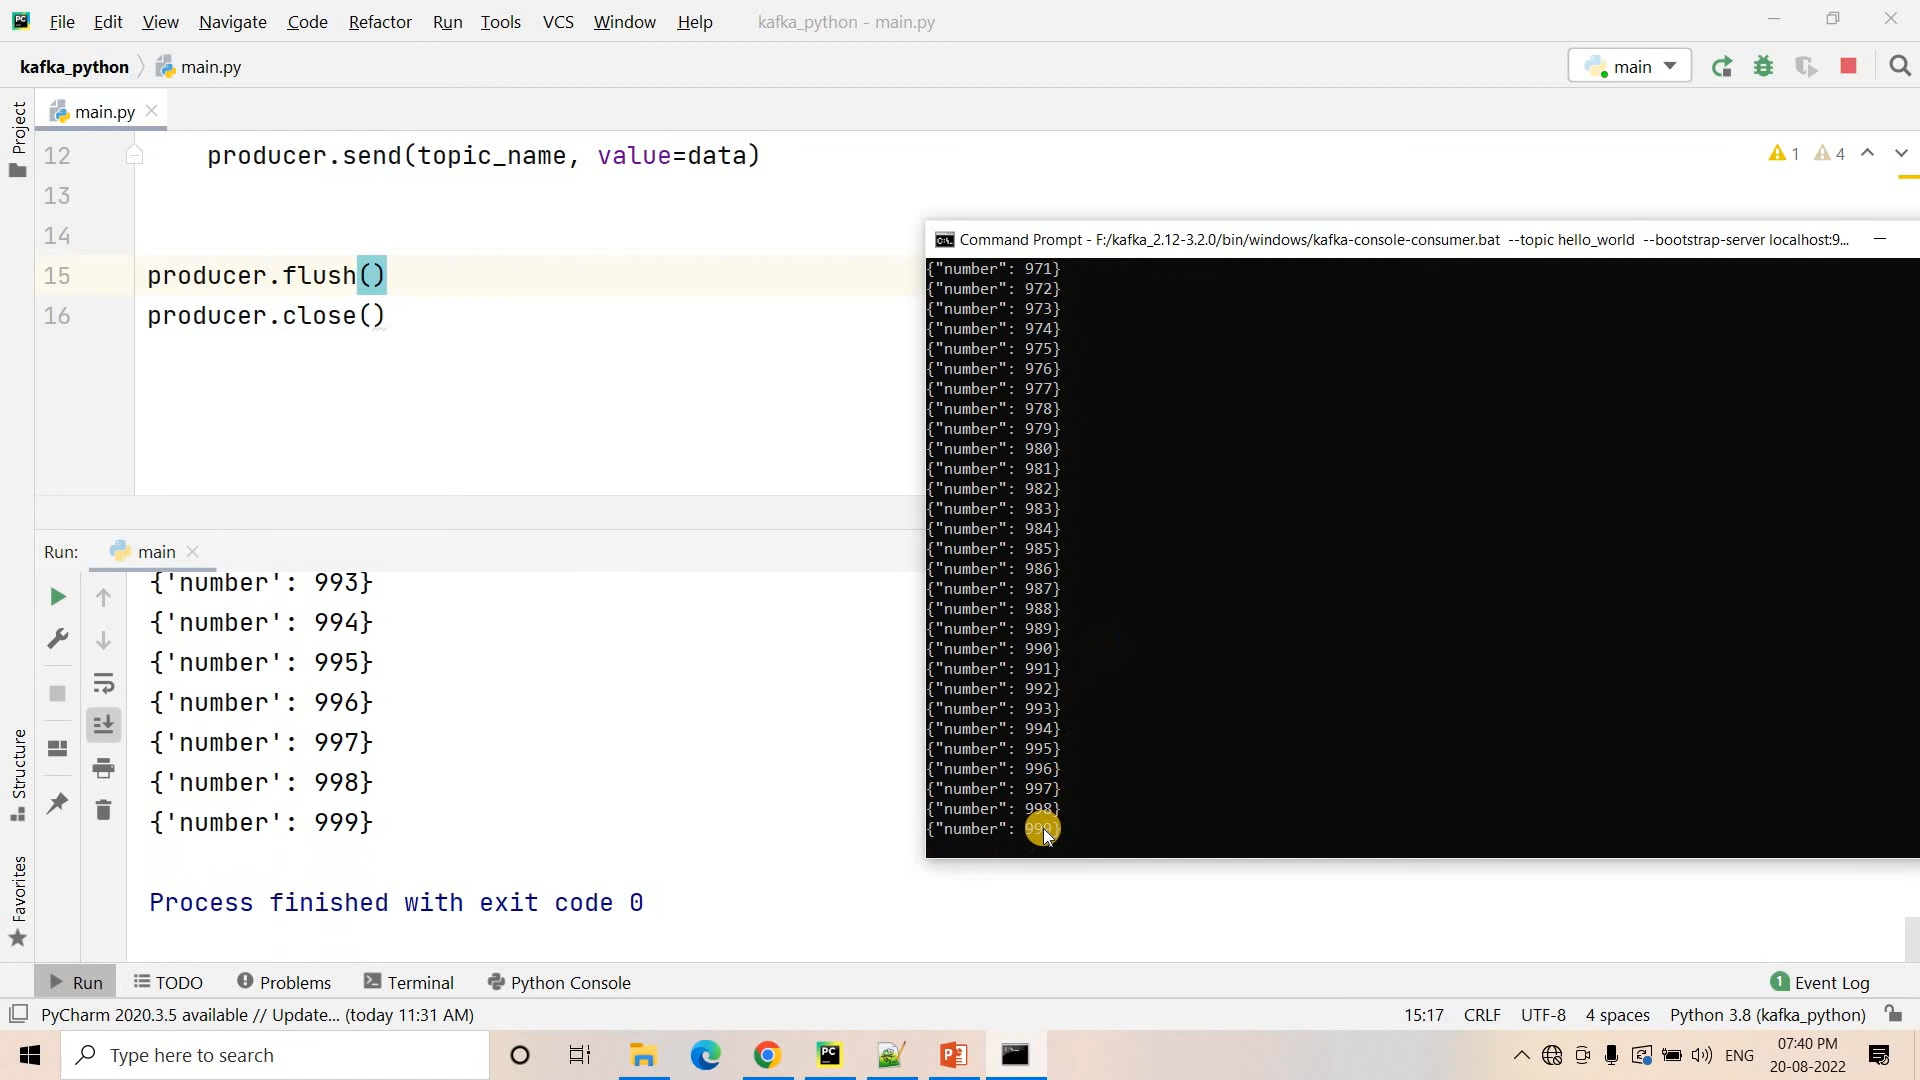 File Edit View Navigate Code Refactor Run Tools VCS Window Help kafka_python - main.py
kafka_python main.py
main
Project
main.py
12 producer.send(topic_name, value=data)
1 4
13
14
15 producer.flush()
16 producer.close()
Command Prompt - F:/kafka_2.12-3.2.0/bin/windows/kafka-console-consumer.bat --topic hello_world --bootstrap-server localhost:9...
{"number": 971}
{"number": 972}
{"number": 973}
{"number": 974}
{"number": 975}
{"number": 976}
{"number": 977}
{"number": 978}
{"number": 979}
{"number": 980}
{"number": 981}
{"number": 982}
{"number": 983}
{"number": 984}
{"number": 985}
{"number": 986}
{"number": 987}
{"number": 988}
{"number": 989}
{"number": 990}
{"number": 991}
{"number": 992}
{"number": 993}
{"number": 994}
{"number": 995}
{"number": 996}
{"number": 997}
{"number": 998}
{"number": 999}
Run: main
{'number': 993}
{'number': 994}
{'number': 995}
{'number': 996}
{'number': 997}
{'number': 998}
{'number': 999}
Process finished with exit code 0
Structure
Favorites
Run TODO Problems Terminal Python Console
1 Event Log
PyCharm 2020.3.5 available // Update... (today 11:31 AM)
15:17 CRLF UTF-8 4 spaces Python 3.8 (kafka_python)
Type here to search
ENG
07:40 PM
20-08-2022